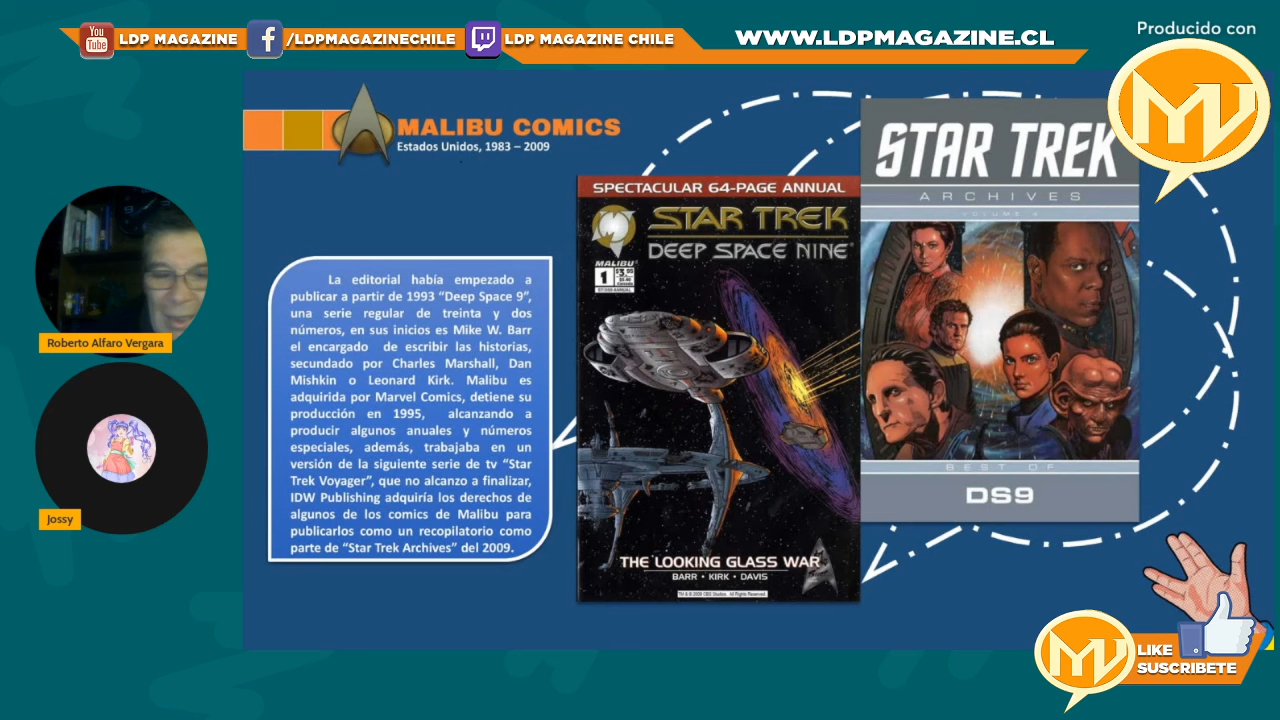 You
Tube
LDP MAGAZINE
/LDPMAGAZINECHILE
LDP MAGAZINE CHILE
WWW.LDPMAGAZINE.CL
Producido con
MV
MALIBU COMICS
Estados Unidos, 1983 – 2009
La editorial había empezado a
publicar a partir de 1993 “Deep Space 9”,
una serie regular de treinta y dos
números, en sus inicios es Mike W. Barr
el encargado de escribir las historias,
secundado por Charles Marshall, Dan
Mishkin o Leonard Kirk. Malibu es
adquirida por Marvel Comics, detiene su
producción en 1995, alcanzando a
producir algunos anuales y números
especiales, además, trabajaba en un
versión de la siguiente serie de tv “Star
Trek Voyager”, que no alcanzo a finalizar,
IDW Publishing adquiría los derechos de
algunos de los comics de Malibu para
publicarlos como un recopilatorio como
parte de “Star Trek Archives” del 2009.
SPECTACULAR 64-PAGE ANNUAL
STAR TREK
DEEP SPACE NINE
MALIBU
1
THE LOOKING GLASS WAR
BARR • KIRK • DAVIS
STAR TREK
ARCHIVES
VOLUME 4
BEST OF
DS9
Roberto Alfaro Vergara
Jossy
MV
LIKE
SUSCRIBETE